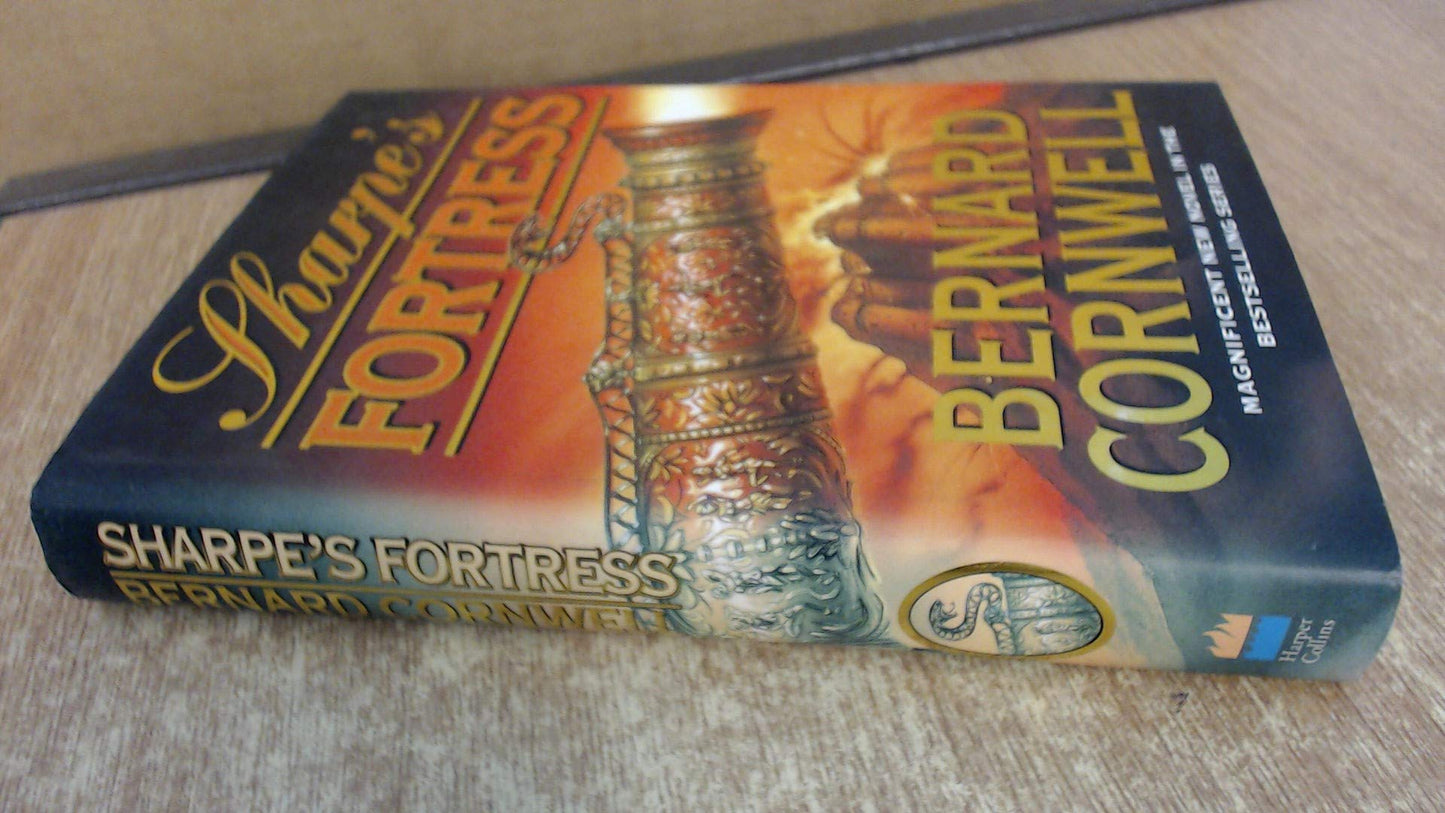 Sharpe's
FORTRESS
BERNARD
CORNWELL
MAGNIFICENT NEW NOVEL IN THE
BESTSELLING SERIES
SHARPE'S FORTRESS
BERNARD CORNWELL
Harper
Collins